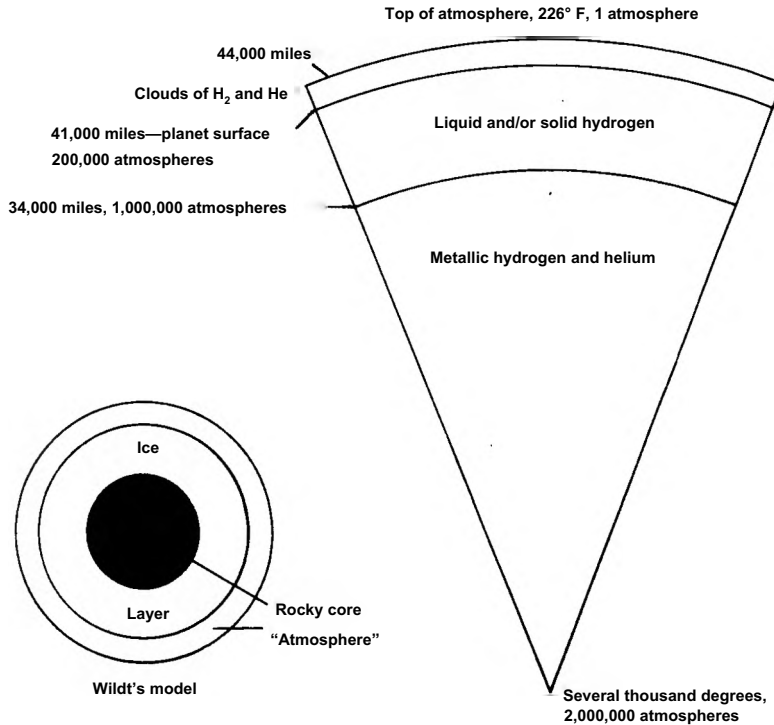 Top of atmosphere, 226° F, 1 atmosphere
44,000 miles
Clouds of H₂ and He
41,000 miles—planet surface
200,000 atmospheres
Liquid and/or solid hydrogen
34,000 miles, 1,000,000 atmospheres
Metallic hydrogen and helium
Ice
Layer
Rocky core
“Atmosphere”
Wildt’s model
Several thousand degrees,
2,000,000 atmospheres